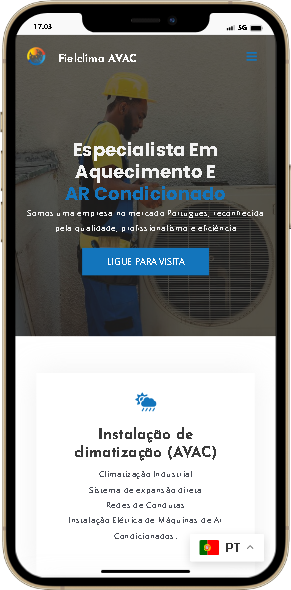 17.03
5G
Fielclima AVAC
Especialista Em
Aquecimento E
AR Condicionado
Somos uma empresa no mercado Português, reconhecida
pela qualidade, profissionalismo e eficiência
LIGUE PARA VISITA
Instalação de
climatização (AVAC)
Climatização Industrial
Sistema de expansão direta
Redes de Condutas
Instalação Elétrica de Máquinas de Ar
Condicionados.
PT